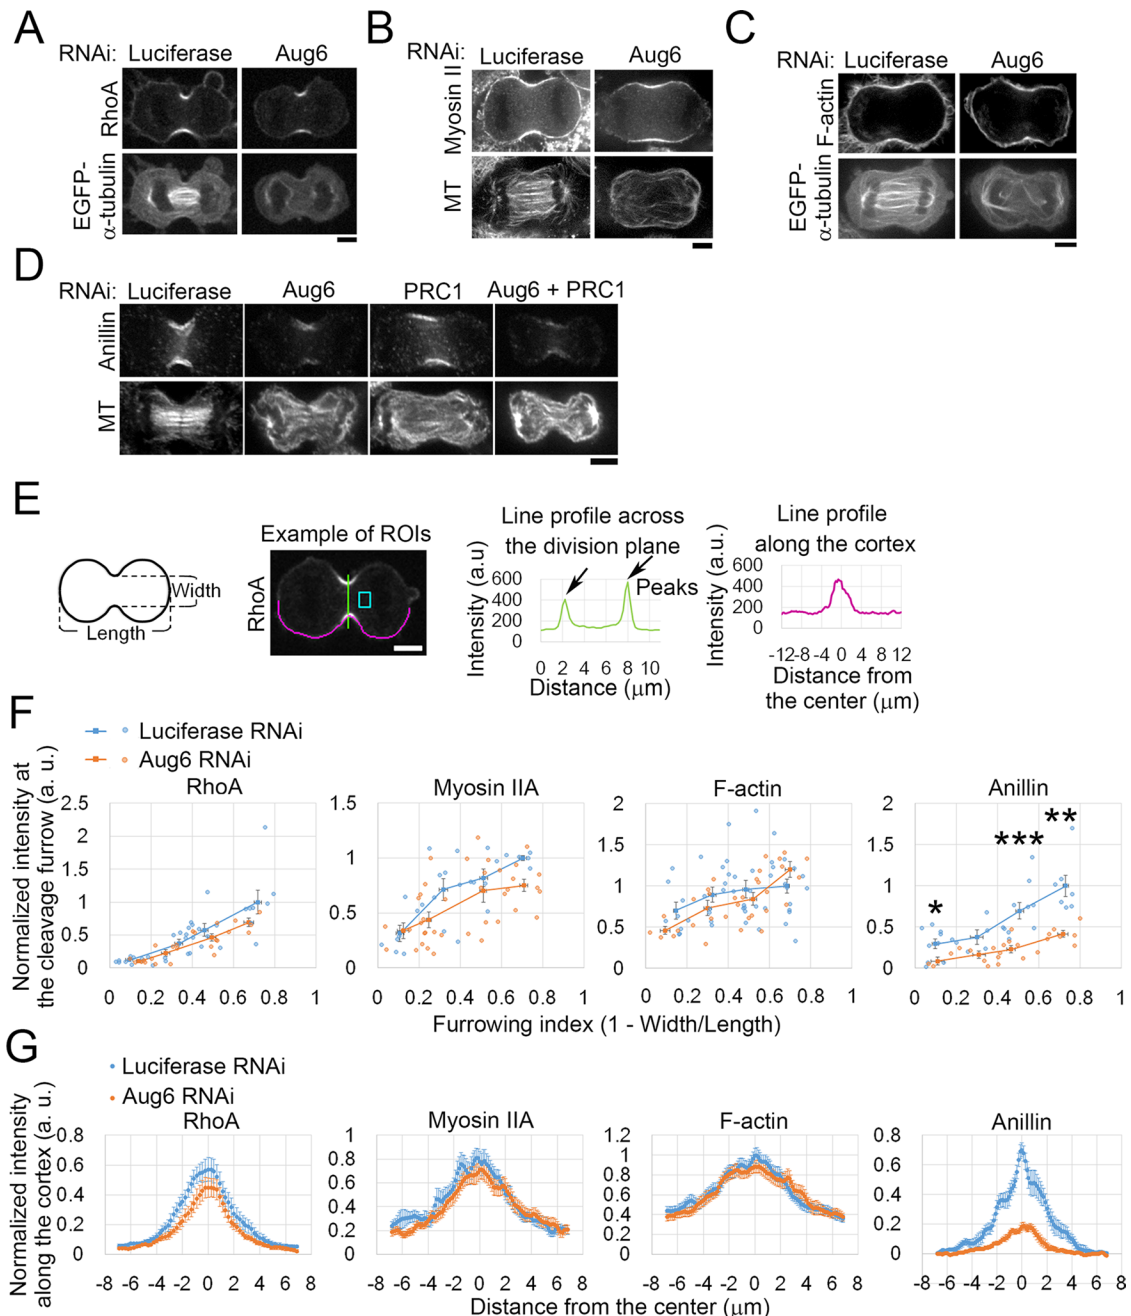 A
RNAi: Luciferase Aug6
RhoA
EGFP-
α-tubulin
B
RNAi: Luciferase Aug6
Myosin II
MT
C
RNAi: Luciferase Aug6
F-actin
EGFP-
α-tubulin
D
RNAi: Luciferase Aug6 PRC1 Aug6 + PRC1
Anillin
MT
E
Width
Length
Example of ROIs
RhoA
Line profile across
the division plane
Intensity (a.u)
600
400
200
0
Peaks
0 2 4 6 8 10
Distance (µm)
Line profile
along the cortex
Intensity (a.u.)
600
400
200
0
-12-8 -4 0 4 8 12
Distance from
the center (µm)
F
Luciferase RNAi
Aug6 RNAi
Normalized intensity at
the cleavage furrow (a. u.)
RhoA
2.5
2
1.5
1
0.5
0
0 0.2 0.4 0.6 0.8 1
Myosin IIA
1.5
1
0.5
0
0 0.2 0.4 0.6 0.8 1
F-actin
2
1.5
1
0.5
0
0 0.2 0.4 0.6 0.8 1
Anillin
2
1.5
1
0.5
0
* *** **
0 0.2 0.4 0.6 0.8 1
Furrowing index (1 - Width/Length)
G
Luciferase RNAi
Aug6 RNAi
Normalized intensity
along the cortex (a. u.)
RhoA
0.8
0.6
0.4
0.2
0
-8 -6 -4 -2 0 2 4 6 8
Myosin IIA
1
0.8
0.6
0.4
0.2
0
-8 -6 -4 -2 0 2 4 6 8
F-actin
1.2
1
0.8
0.6
0.4
0.2
0
-8 -6 -4 -2 0 2 4 6 8
Anillin
0.8
0.6
0.4
0.2
0
-8 -6 -4 -2 0 2 4 6 8
Distance from the center (µm)